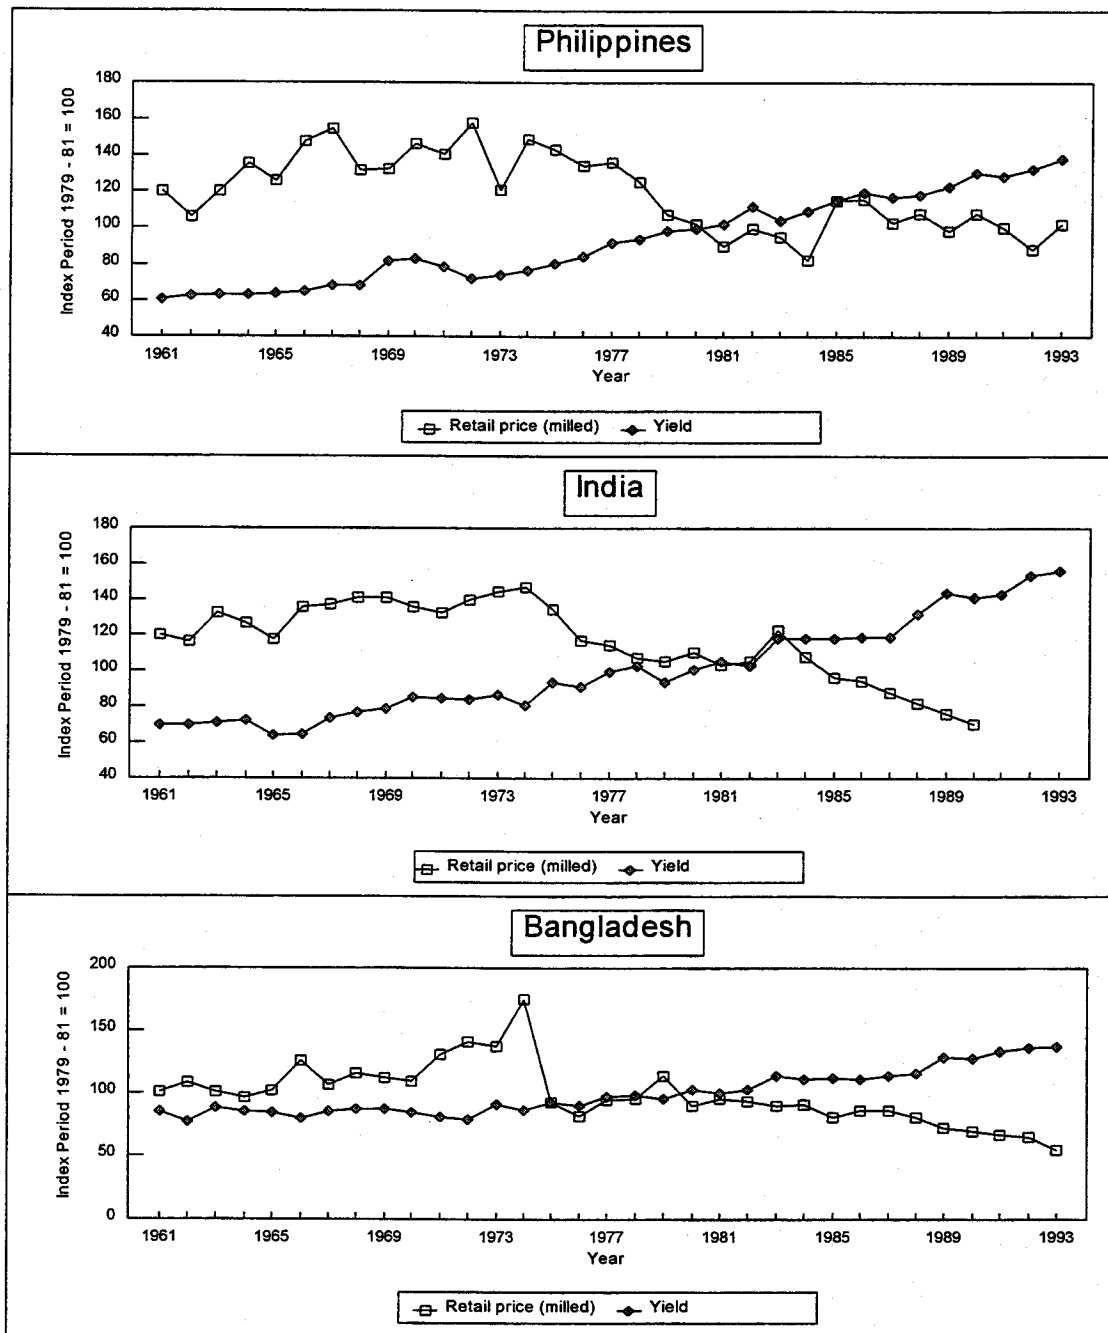 Philippines
Index Period 1979 - 81 = 100
180
160
140
120
100
80
60
40
1961 1965 1969 1973 1977 1981 1985 1989 1993
Year
Retail price (milled) Yield
India
Index Period 1979 - 81 = 100
180
160
140
120
100
80
60
40
1961 1965 1969 1973 1977 1981 1985 1989 1993
Year
Retail price (milled) Yield
Bangladesh
Index Period 1979 - 81 = 100
200
150
100
50
0
1961 1965 1969 1973 1977 1981 1985 1989 1993
Year
Retail price (milled) Yield